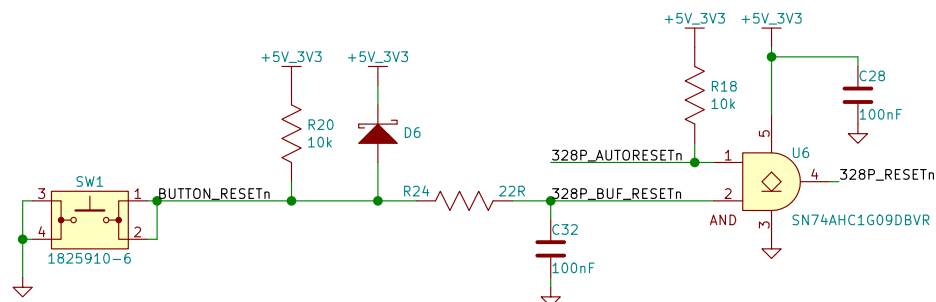 +5V_3V3
+5V_3V3
+5V_3V3
+5V_3V3
C28
100nF
R18
10k
R20
10k
D6
5
U6
328P_AUTORESETn
1
4
328P_RESETn
SW1
3
1
BUTTON_RESETn
R24
22R
328P_BUF_RESETn
2
AND
3
SN74AHC1G09DBVR
4
2
1825910-6
C32
100nF